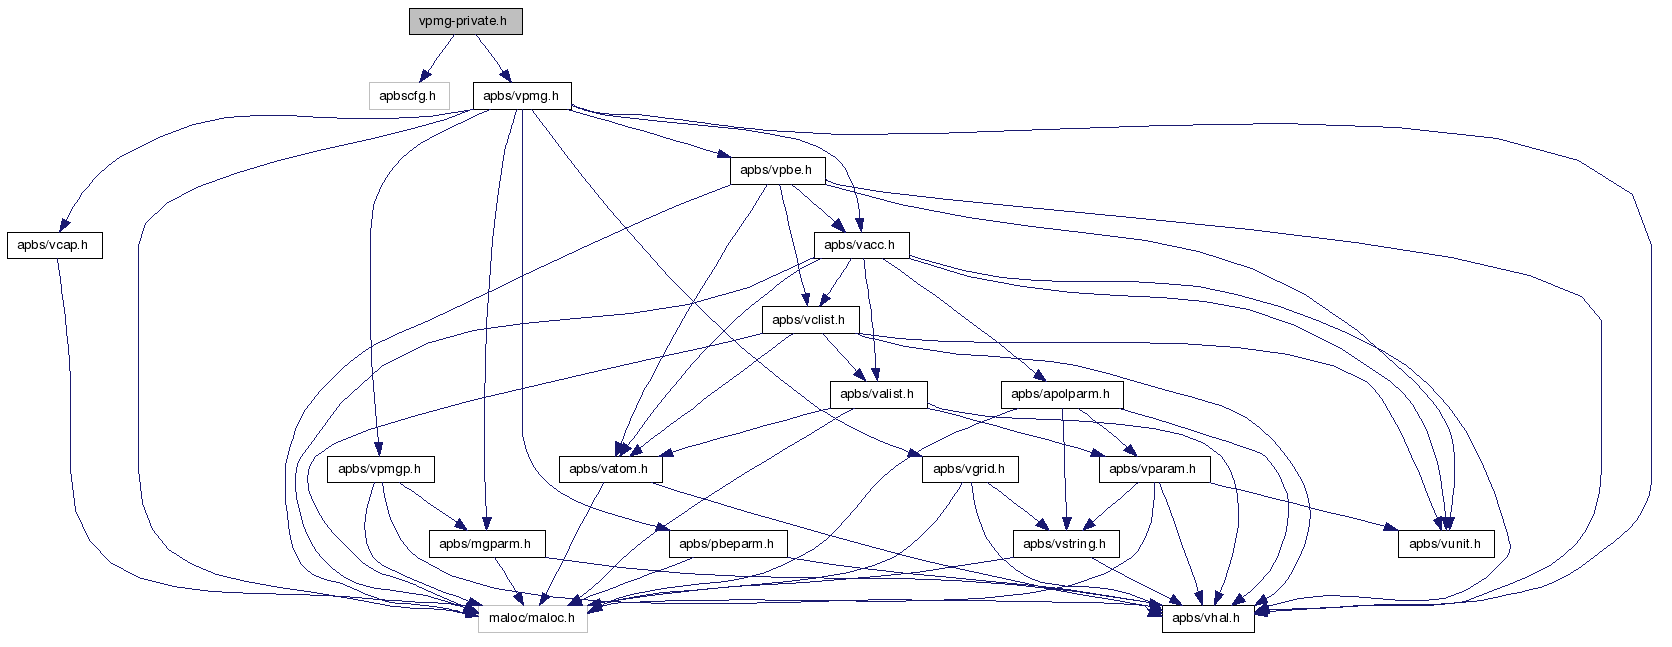 vpmg-private.h
apbscfg.h
apbs/vpmg.h
apbs/vpbe.h
apbs/vcap.h
apbs/vacc.h
apbs/vclist.h
apbs/valist.h
apbs/apolparm.h
apbs/vpmgp.h
apbs/vatom.h
apbs/vgrid.h
apbs/vparam.h
apbs/mgparm.h
apbs/pbeparm.h
apbs/vstring.h
apbs/vunit.h
maloc/maloc.h
apbs/vhal.h